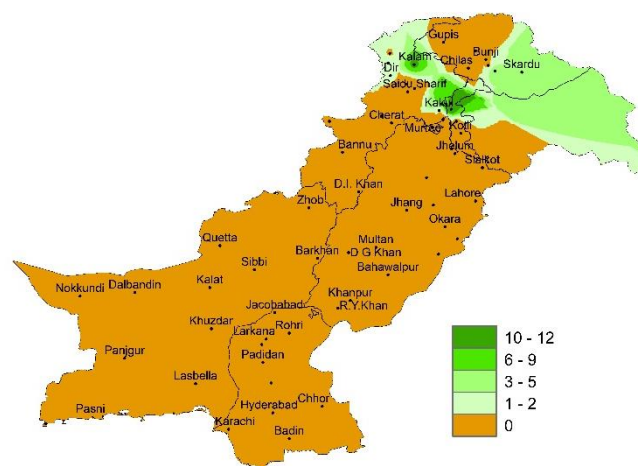 Gupis
Kalam
Bunji
Dir
Chilas
Skardu
Saidu Sharif
Kakul
Cherat
Murree
Kotli
Bannu
Jhelum
Sialkot
D.I. Khan
Zhob
Lahore
Jhang
Okara
Quetta
Multan
Barkhan
D G Khan
Sibbi
Bahawalpur
Nokkundi
Dalbandin
Kalat
Khanpur
Jacobabad
R.Y.Khan
Khuzdar
Larkana
Rohri
Panjgur
Padidan
Lasbella
Pasni
Hyderabad
Chhor
Karachi
Badin
10 - 12
6 - 9
3 - 5
1 - 2
0